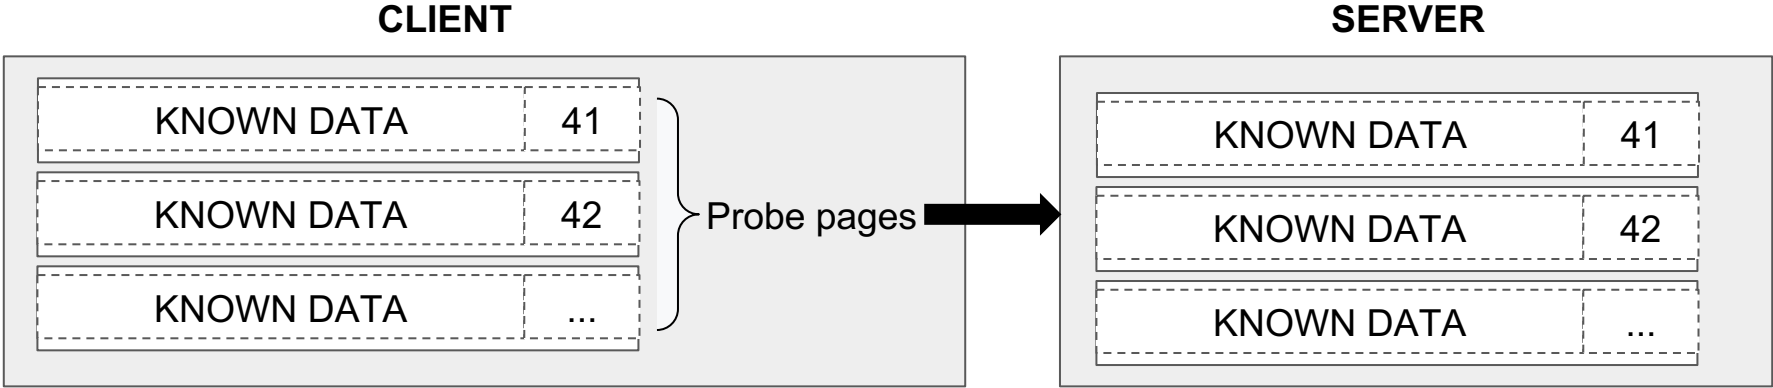 CLIENT
SERVER
KNOWN DATA 41
KNOWN DATA 42
KNOWN DATA ...
Probe pages
KNOWN DATA 41
KNOWN DATA 42
KNOWN DATA ...